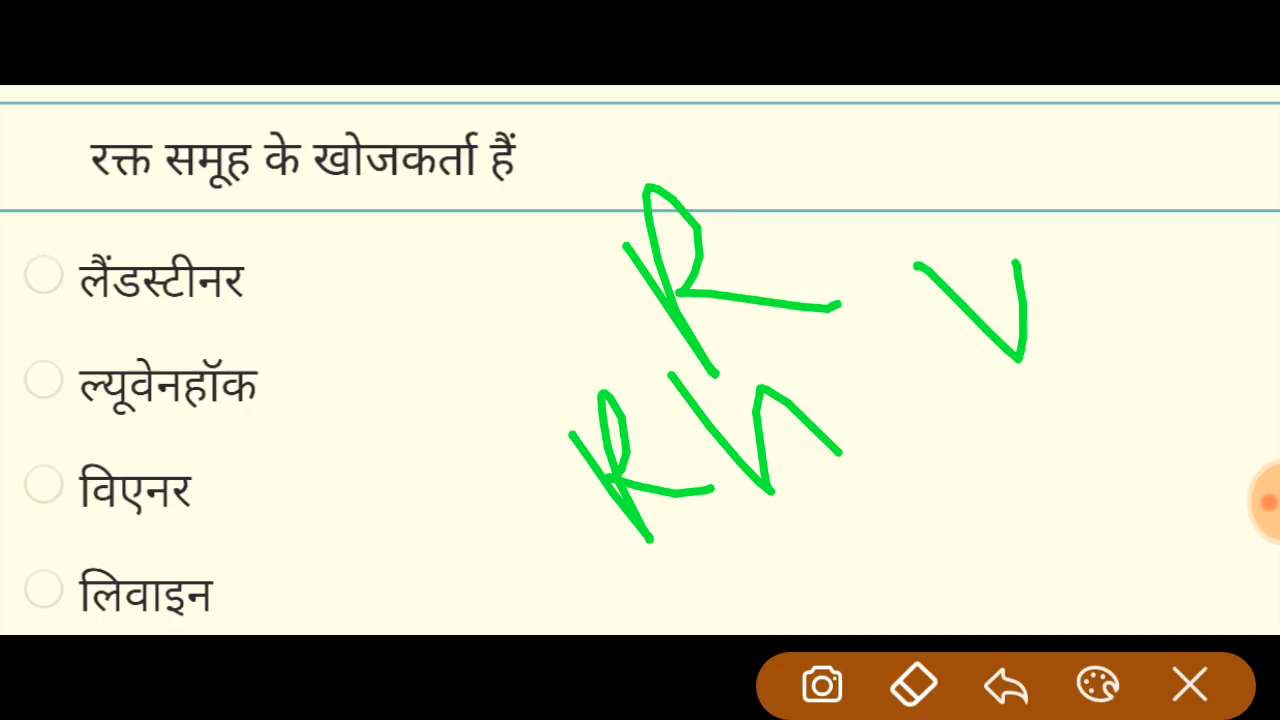 रक्त समूह के खोजकर्ता हैं
लैंडस्टीनर
ल्यूवेनहॉक
विएनर
लिवाइन
R V
Rh